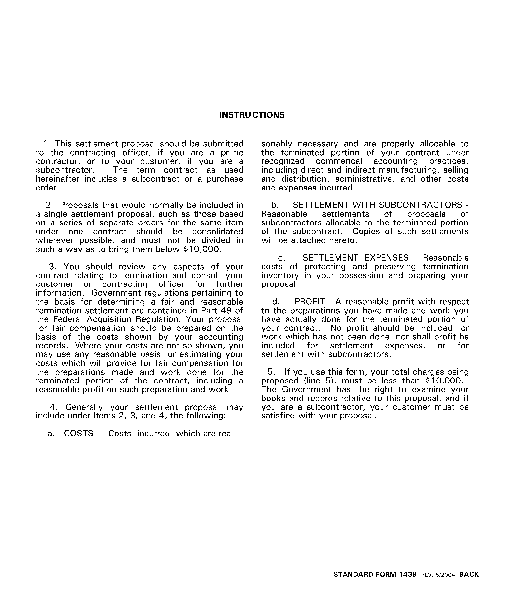 INSTRUCTIONS
1. This settlement proposal should be submitted
to the contracting officer, if you are a prime
contractor, or to your customer, if you are a
subcontractor. The term contract as used
hereinafter includes a subcontract or a purchase
order.
2. Proposals that would normally be included in
a single settlement proposal, such as those based
on a series of separate orders for the same item
under one contract should be consolidated
wherever possible, and must not be divided in
such a way as to bring them below $10,000.
3. You should review any aspects of your
contract relating to termination and consult your
customer or contracting officer for further
information. Government regulations pertaining to
the basis for determining a fair and reasonable
termination settlement are contained in Part 49 of
the Federal Acquisition Regulation. Your proposal
for fair compensation should be prepared on the
basis of the costs shown by your accounting
records. Where your costs are not so shown, you
may use any reasonable basis for estimating your
costs which will provide for fair compensation for
the preparations made and work done for the
terminated portion of the contract, including a
reasonable profit on such preparation and work.
4. Generally your settlement proposal may
include under Items 2, 3, and 4, the following:
a. COSTS - Costs incurred which are rea-
sonably necessary and are properly allocable to
the terminated portion of your contract under
recognized commercial accounting practices,
including direct and indirect manufacturing, selling
and distribution, administrative, and other costs
and expenses incurred.
b. SETTLEMENT WITH SUBCONTRACTORS -
Reasonable settlements of proposals of
subcontractors allocable to the terminated portion
of the subcontract. Copies of such settlements
will be attached hereto.
c. SETTLEMENT EXPENSES - Reasonable
costs of protecting and preserving termination
inventory in your possession and preparing your
proposal.
d. PROFIT - A reasonable profit with respect
to the preparations you have made and work you
have actually done for the terminated portion of
your contract. No profit should be included for
work which has not been done, nor shall profit be
included for settlement expenses, or for
settlement with subcontractors.
5. If you use this form, your total charges being
proposed (line 5), must be less than $10,000.
The Government has the right to examine your
books and records relative to this proposal, and if
you are a subcontractor, your customer must be
satisfied with your proposal.
STANDARD FORM 1438 REV. 5/2004 BACK